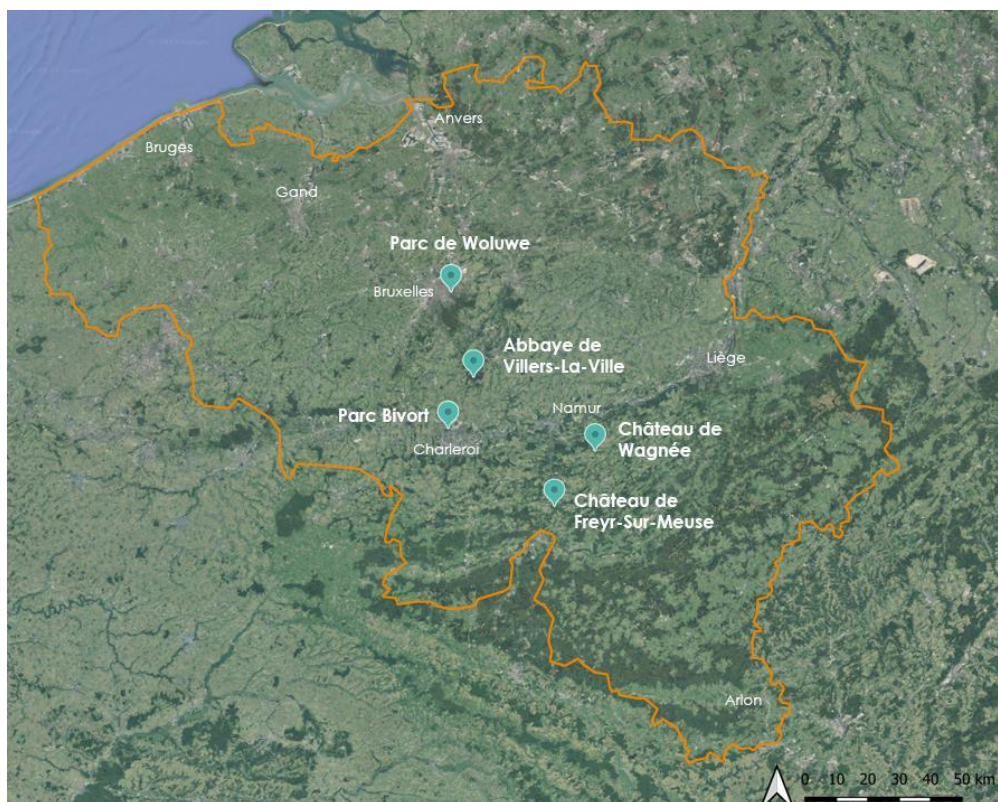 Anvers
Bruges
Gand
Parc de Woluwe
Bruxelles
Abbaye de
Villers-La-Ville
Liège
Namur
Parc Bivort
Château de
Wagnée
Charleroi
Château de
Freyr-Sur-Meuse
Arlon
0 10 20 30 40 50 km